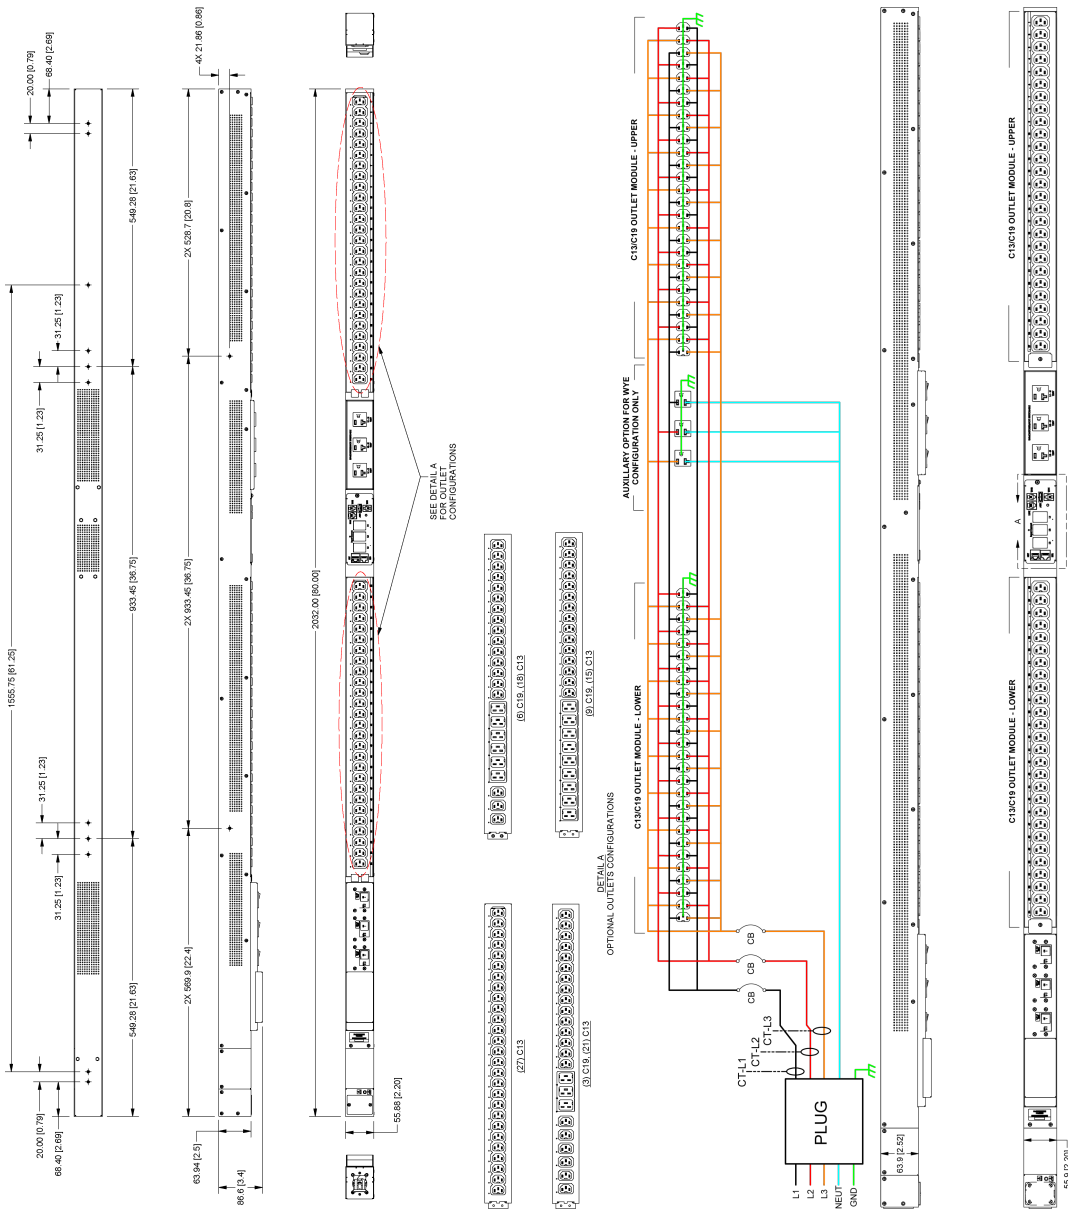 20.00 [0.79]
68.40 [2.69]
549.28 [21.63]
31.25 [1.23]
31.25 [1.23]
933.45 [36.75]
1555.75 [61.25]
31.25 [1.23]
31.25 [1.23]
549.28 [21.63]
20.00 [0.79]
68.40 [2.69]
4X 21.86 [0.86]
2X 528.7 [20.8]
2X 933.45 [36.75]
2X 569.9 [22.4]
63.94 [2.5]
86.6 [3.4]
2032.00 [80.00]
55.88 [2.20]
SEE DETAIL A
FOR OUTLET
CONFIGURATIONS
(6) C19, (18) C13
(9) C19, (15) C13
(27) C13
(3) C19, (21) C13
DETAIL A
OPTIONAL OUTLETS CONFIGURATIONS
C13/C19 OUTLET MODULE - UPPER
AUXILLARY OPTION FOR WYE
CONFIGURATION ONLY
C13/C19 OUTLET MODULE - LOWER
CB
CB
CB
CT-L1
CT-L2
CT-L3
PLUG
L1
L2
L3
NEUT
GND
63.9 [2.52]
C13/C19 OUTLET MODULE - UPPER
A
C13/C19 OUTLET MODULE - LOWER
55.9 [2.20]